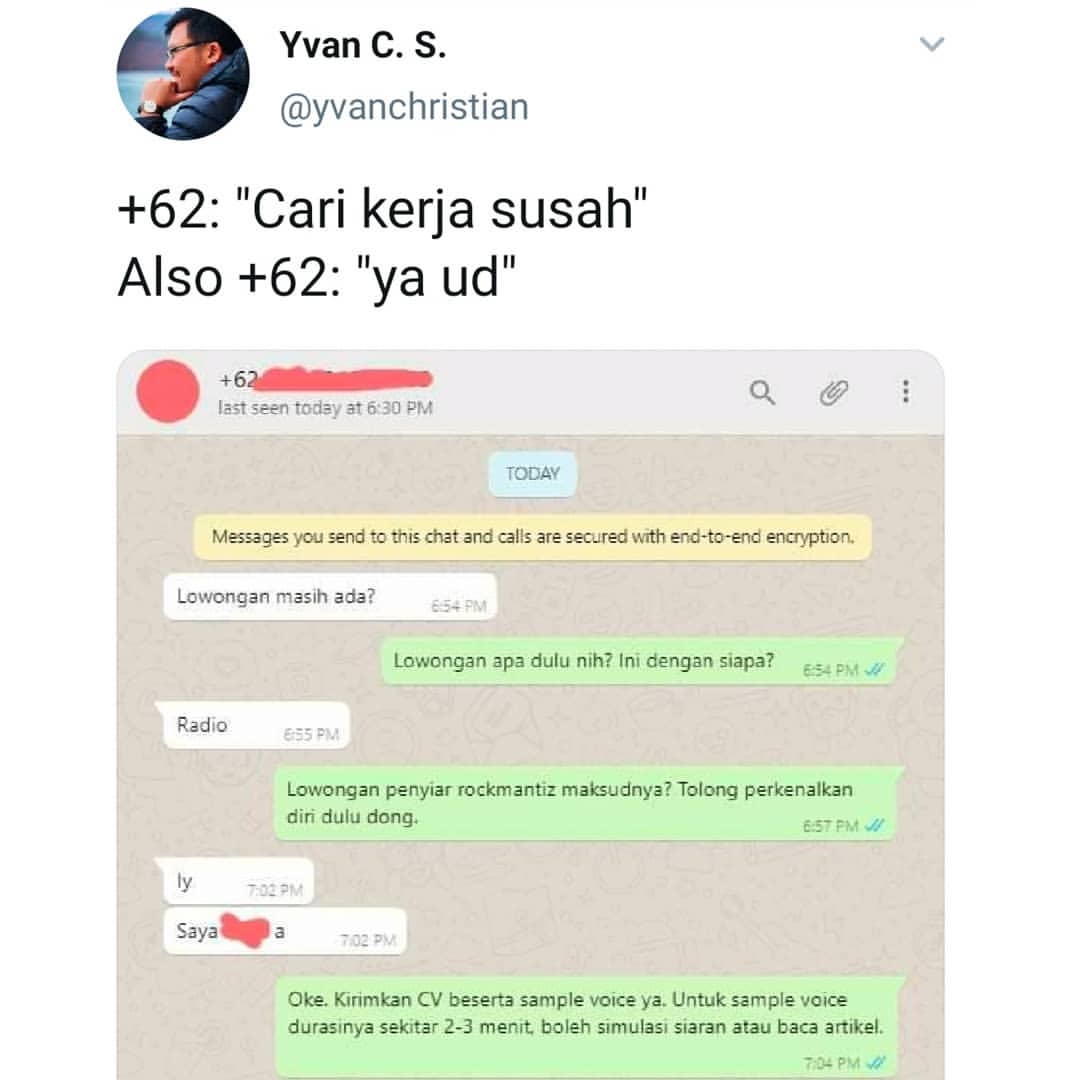 Yvan C. S.
@yvanchristian
+62: "Cari kerja susah"
Also +62: "ya ud"
+62
last seen today at 6:30 PM
TODAY
Messages you send to this chat and calls are secured with end-to-end encryption.
Lowongan masih ada?
6:54 PM
Lowongan apa dulu nih? Ini dengan siapa?
6:54 PM
Radio
6:55 PM
Lowongan penyiar rockmantiz maksudnya? Tolong perkenalkan
diri dulu dong.
6:57 PM
Iy
7:02 PM
Saya a
7:02 PM
Oke. Kirimkan CV beserta sample voice ya. Untuk sample voice
durasinya sekitar 2-3 menit, boleh simulasi siaran atau baca artikel.
7:04 PM